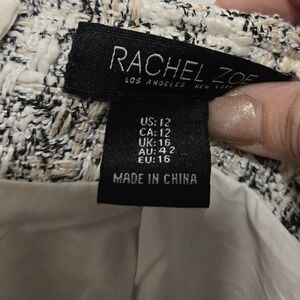 RACHEL ZOE
LOS ANGELES NEW YORK
US: 12
CA: 12
UK: 16
AU: 42
EU: 16
MADE IN CHINA